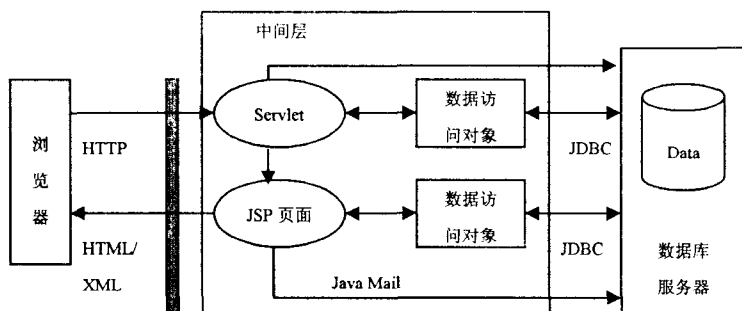 中间层
浏
览
器
HTTP
HTML/
XML
Servlet
JSP 页面
数据访
问对象
数据访
问对象
Java Mail
JDBC
JDBC
Data
数据库
服务器